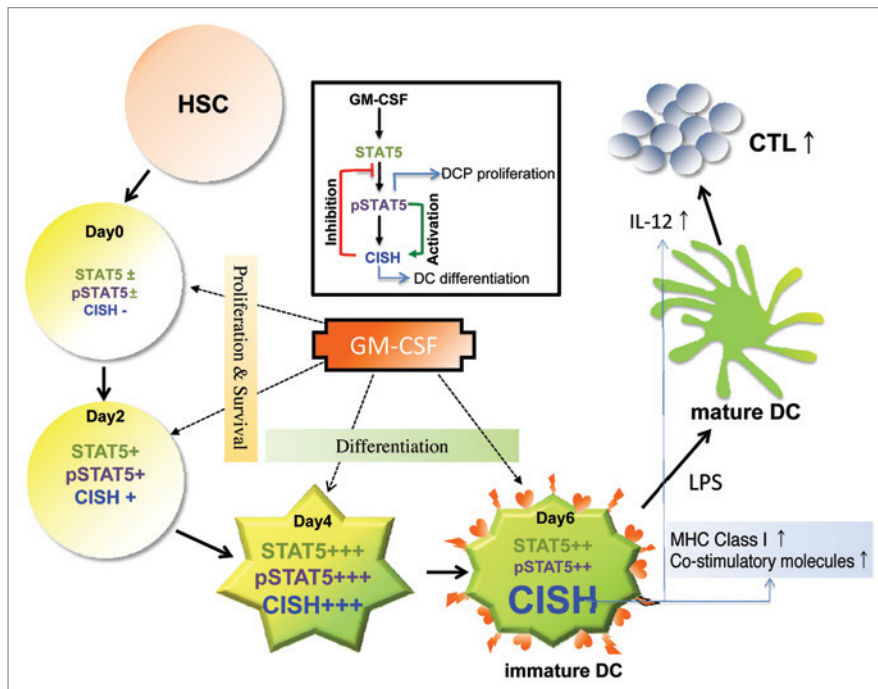 HSC
Day0
STAT5 ±
pSTAT5±
CISH -
Day2
STAT5+
pSTAT5+
CISH +
Proliferation & Survival
GM-CSF
STAT5
DCP proliferation
pSTAT5
Inhibition
Activation
CISH
DC differentiation
GM-CSF
Differentiation
Day4
STAT5+++
pSTAT5+++
CISH+++
Day6
STAT5++
pSTAT5++
CISH
immature DC
CTL ↑
IL-12 ↑
mature DC
LPS
MHC Class I ↑
Co-stimulatory molecules ↑